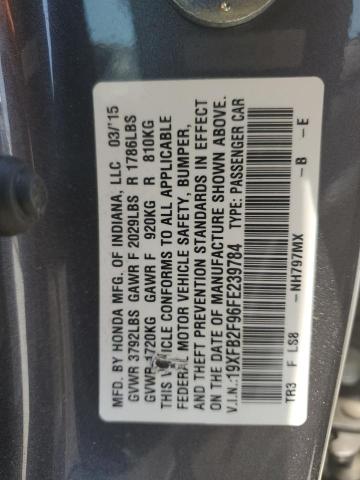 MFD. BY HONDA MFG. OF INDIANA, LLC 03/15
GVWR 3792LBS GAWR F 2029LBS R 1786LBS
GVWR 1720KG GAWR F 920KG R 810KG
THIS VEHICLE CONFORMS TO ALL APPLICABLE
FEDERAL MOTOR VEHICLE SAFETY, BUMPER,
AND THEFT PREVENTION STANDARDS IN EFFECT
ON THE DATE OF MANUFACTURE SHOWN ABOVE.
V.I.N.:19XFB2F96FE239784 TYPE: PASSENGER CAR
TR3 F LS8 -NH797MX -B -E